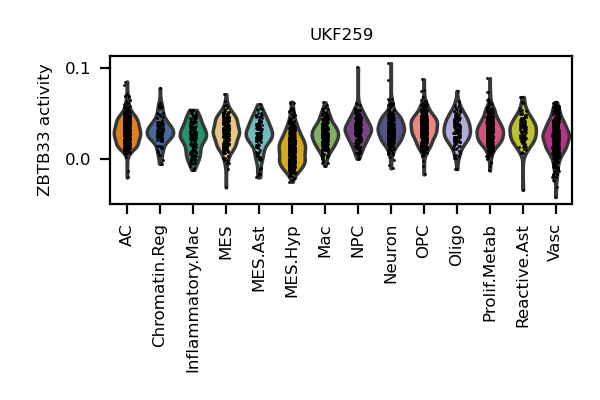 UKF259
ZBTB33 activity
0.1
0.0
AC
Chromatin.Reg
Inflammatory.Mac
MES
MES.Ast
MES.Hyp
Mac
NPC
Neuron
OPC
Oligo
Prolif.Metab
Reactive.Ast
Vasc